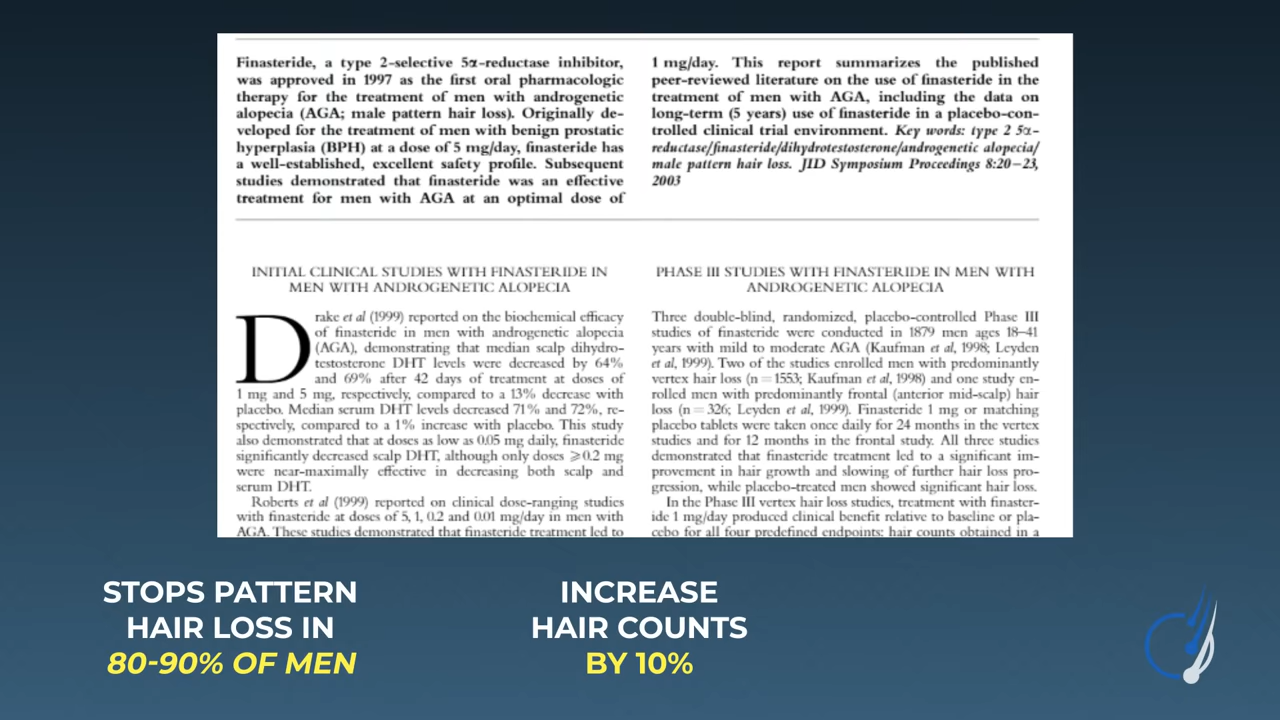 Finasteride, a type 2-selective 5α-reductase inhibitor,
was approved in 1997 as the first oral pharmacologic
therapy for the treatment of men with androgenetic
alopecia (AGA; male pattern hair loss). Originally de-
veloped for the treatment of men with benign prostatic
hyperplasia (BPH) at a dose of 5 mg/day, finasteride has
a well-established, excellent safety profile. Subsequent
studies demonstrated that finasteride was an effective
treatment for men with AGA at an optimal dose of
1 mg/day. This report summarizes the published
peer-reviewed literature on the use of finasteride in the
treatment of men with AGA, including the data on
long-term (5 years) use of finasteride in a placebo-con-
trolled clinical trial environment. Key words: type 2 5α-
reductase/finasteride/dihydrotestosterone/androgenetic alopecia/
male pattern hair loss. JID Symposium Proceedings 8:20–23,
2003
INITIAL CLINICAL STUDIES WITH FINASTERIDE IN
MEN WITH ANDROGENETIC ALOPECIA
Drake et al (1999) reported on the biochemical efficacy
of finasteride in men with androgenetic alopecia
(AGA), demonstrating that median scalp dihydro-
testosterone DHT levels were decreased by 64%
and 69% after 42 days of treatment at doses of
1 mg and 5 mg, respectively, compared to a 13% decrease with
placebo. Median serum DHT levels decreased 71% and 72%, re-
spectively, compared to a 1% increase with placebo. This study
also demonstrated that at doses as low as 0.05 mg daily, finasteride
significantly decreased scalp DHT, although only doses ⩾0.2 mg
were near-maximally effective in decreasing both scalp and
serum DHT.
Roberts et al (1999) reported on clinical dose-ranging studies
with finasteride at doses of 5, 1, 0.2 and 0.01 mg/day in men with
AGA. These studies demonstrated that finasteride treatment led to
PHASE III STUDIES WITH FINASTERIDE IN MEN WITH
ANDROGENETIC ALOPECIA
Three double-blind, randomized, placebo-controlled Phase III
studies of finasteride were conducted in 1879 men ages 18–41
years with mild to moderate AGA (Kaufman et al, 1998; Leyden
et al, 1999). Two of the studies enrolled men with predominantly
vertex hair loss (n = 1553; Kaufman et al, 1998) and one study en-
rolled men with predominantly frontal (anterior mid-scalp) hair
loss (n = 326; Leyden et al, 1999). Finasteride 1 mg or matching
placebo tablets were taken once daily for 24 months in the vertex
studies and for 12 months in the frontal study. All three studies
demonstrated that finasteride treatment led to a significant im-
provement in hair growth and slowing of further hair loss pro-
gression, while placebo-treated men showed significant hair loss.
In the Phase III vertex hair loss studies, treatment with finaster-
ide 1 mg/day produced clinical benefit relative to baseline or pla-
cebo for all four predefined endpoints: hair counts obtained in a
STOPS PATTERN
HAIR LOSS IN
80-90% OF MEN
INCREASE
HAIR COUNTS
BY 10%